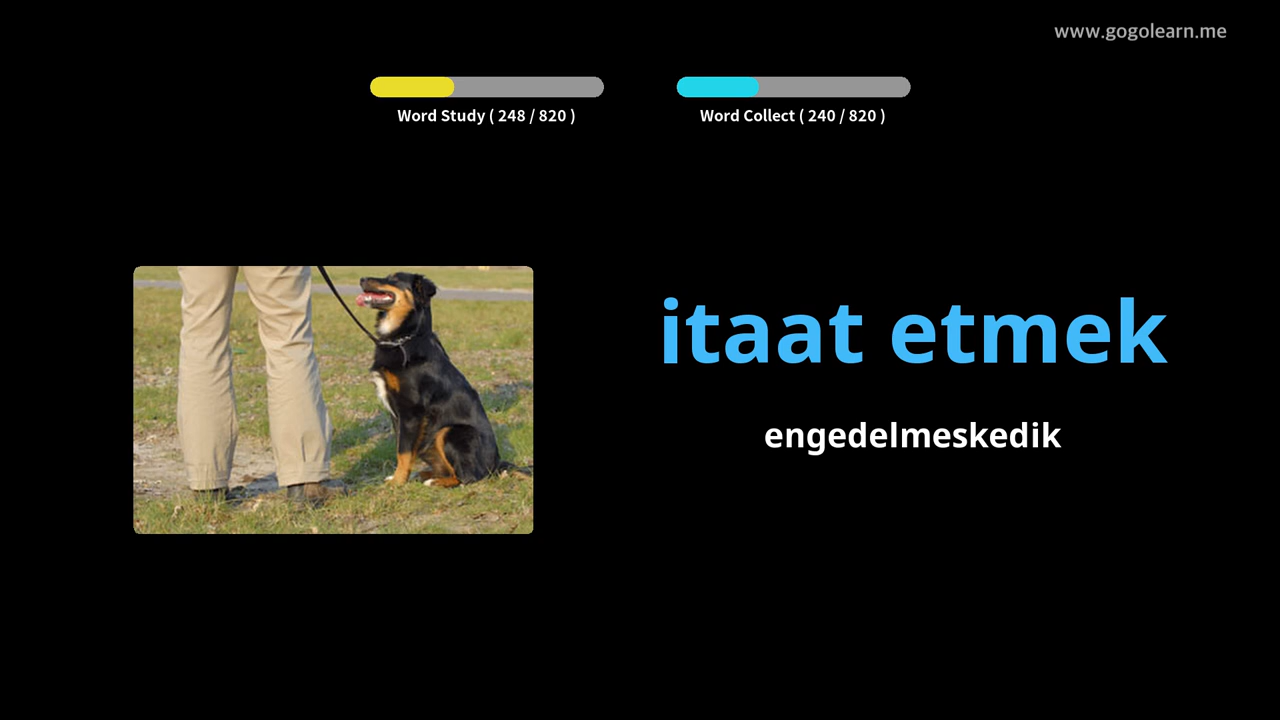 www.gogolearn.me
Word Study ( 248 / 820 )
Word Collect ( 240 / 820 )
itaat etmek
engedelmeskedik